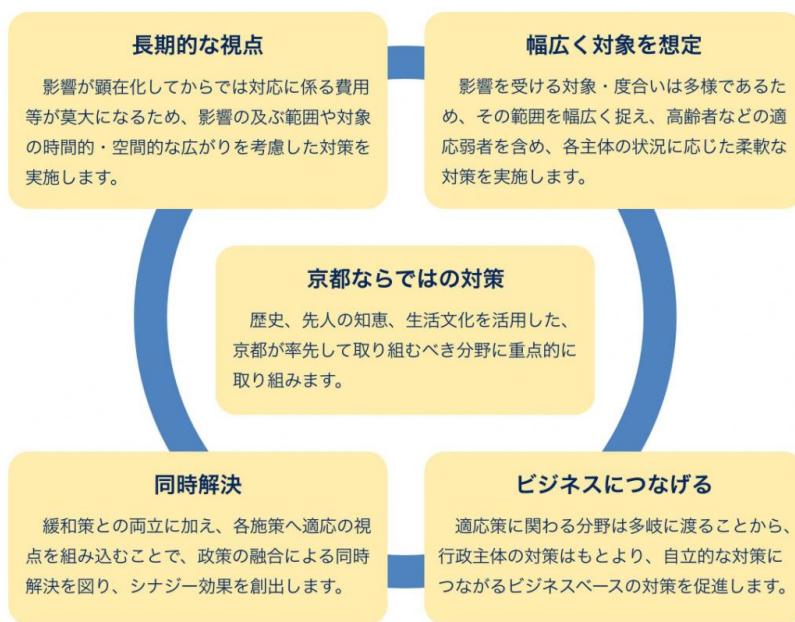 長期的な視点
影響が顕在化してからでは対応に係る費用
等が莫大になるため、影響の及ぶ範囲や対象
の時間的・空間的な広がりを考慮した対策を
実施します。
幅広く対象を想定
影響を受ける対象・度合いは多様であるた
め、その範囲を幅広く捉え、高齢者などの適
応弱者を含め、各主体の状況に応じた柔軟な
対策を実施します。
京都ならではの対策
歴史、先人の知恵、生活文化を活用した、
京都が率先して取り組むべき分野に重点的に
取り組みます。
同時解決
緩和策との両立に加え、各施策へ適応の視
点を組み込むことで、政策の融合による同時
解決を図り、シナジー効果を創出します。
ビジネスにつなげる
適応策に関わる分野は多岐に渡ることから、
行政主体の対策はもとより、自立的な対策に
つながるビジネスベースの対策を促進します。